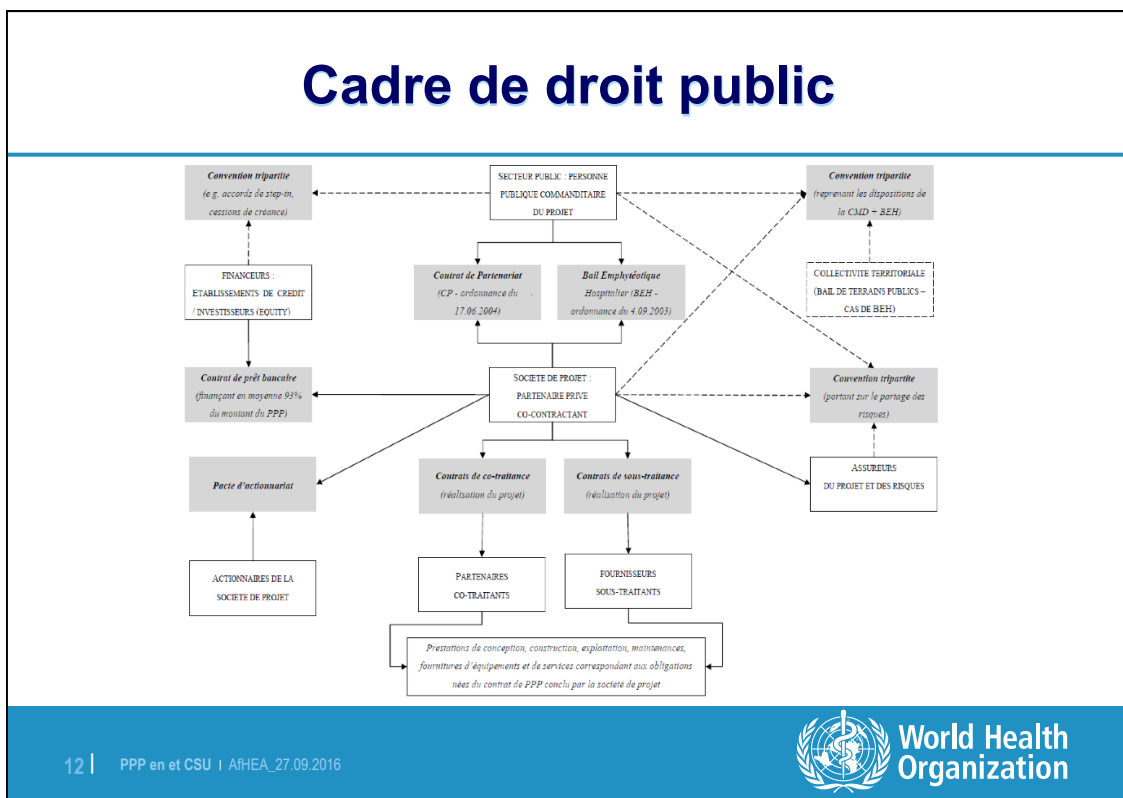 Cadre de droit public
Convention tripartite
(e.g. accords de step-in,
cessions de créance)
SECTEUR PUBLIC : PERSONNE
PUBLIQUE COMMANDITAIRE
DU PROJET
Convention tripartite
(reprenant les dispositions de
la CMD + BEH)
FINANCEURS :
ETABLISSEMENTS DE CREDIT
/ INVESTISSEURS (EQUITY)
Contrat de Partenariat
(CP - ordonnance du
17.06.2004)
Bail Emphytéotique
Hospitalier (BEH -
ordonnance du 4.09.2003)
COLLECTIVITE TERRITORIALE
(BAIL DE TERRAINS PUBLICS –
CAS DE BEH)
Contrat de prêt bancaire
(finançant en moyenne 93%
du montant du PPP)
SOCIETE DE PROJET :
PARTENAIRE PRIVE
CO-CONTRACTANT
Convention tripartite
(portant sur le partage des
risques)
Pacte d'actionnariat
Contrats de co-traitance
(réalisation du projet)
Contrats de sous-traitance
(réalisation du projet)
ASSUREURS
DU PROJET ET DES RISQUES
ACTIONNAIRES DE LA
SOCIETE DE PROJET
PARTENAIRES
CO-TRAITANTS
FOURNISSEURS
SOUS-TRAITANTS
Prestations de conception, construction, exploitation, maintenances,
fournitures d'équipements et de services correspondant aux obligations
nées du contrat de PPP conclu par la société de projet
12 | PPP en et CSU | AfHEA_27.09.2016
World Health
Organization